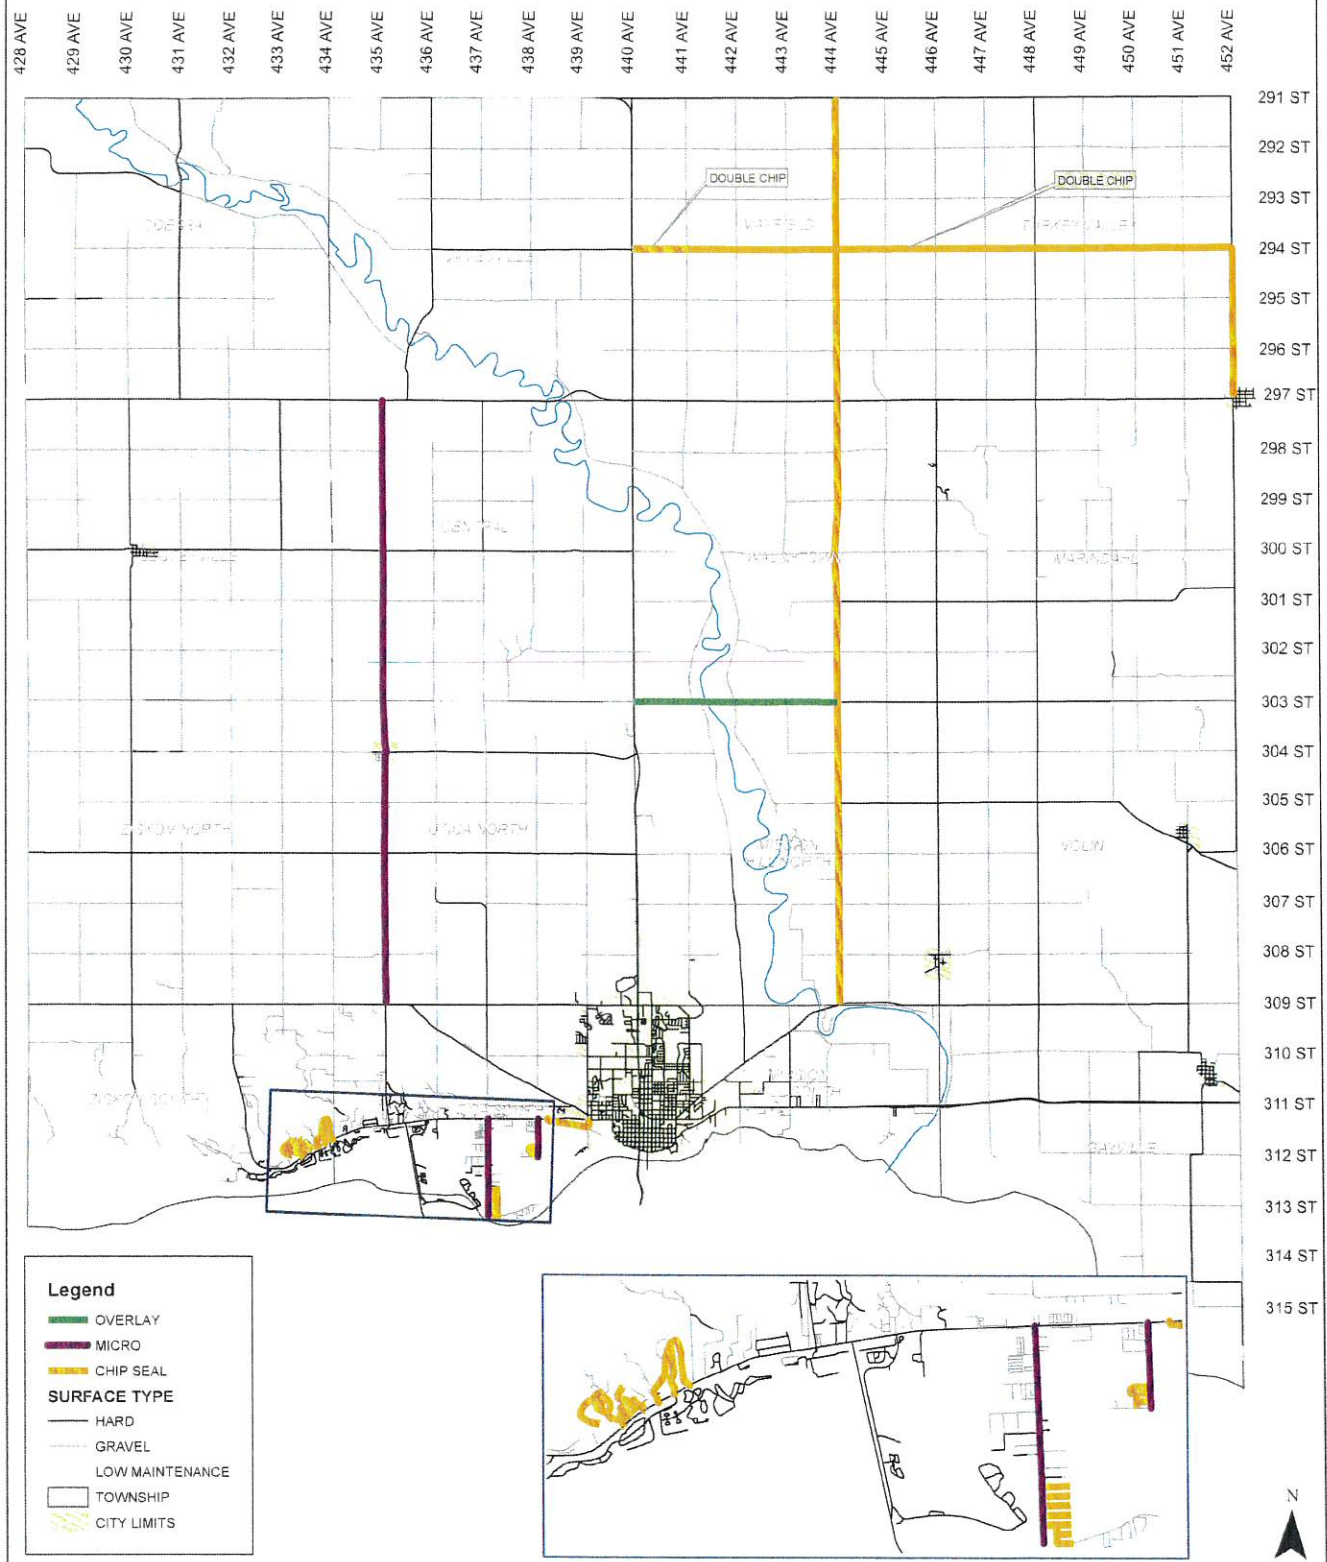 428 AVE
429 AVE
430 AVE
431 AVE
432 AVE
433 AVE
434 AVE
435 AVE
436 AVE
437 AVE
438 AVE
439 AVE
440 AVE
441 AVE
442 AVE
443 AVE
444 AVE
445 AVE
446 AVE
447 AVE
448 AVE
449 AVE
450 AVE
451 AVE
452 AVE
291 ST
292 ST
DOUBLE CHIP
DOUBLE CHIP
293 ST
294 ST
295 ST
296 ST
297 ST
298 ST
299 ST
300 ST
301 ST
302 ST
303 ST
304 ST
305 ST
VOLIN
306 ST
307 ST
308 ST
309 ST
310 ST
311 ST
312 ST
313 ST
314 ST
315 ST
Legend
OVERLAY
MICRO
CHIP SEAL
SURFACE TYPE
HARD
GRAVEL
LOW MAINTENANCE
TOWNSHIP
CITY LIMITS
N